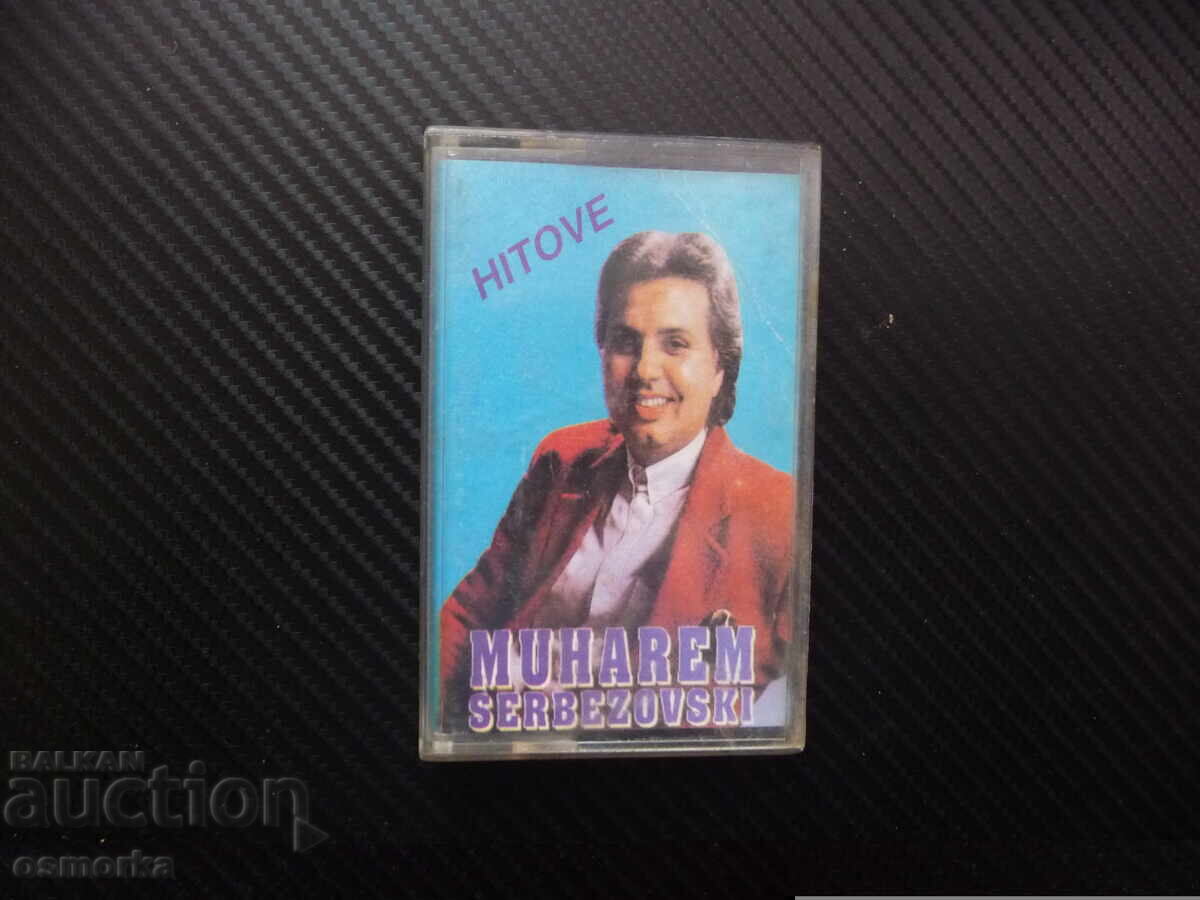 HITOVE
MUHAREM
SERBEZOVSKI
BALKAN
auction
osmorka